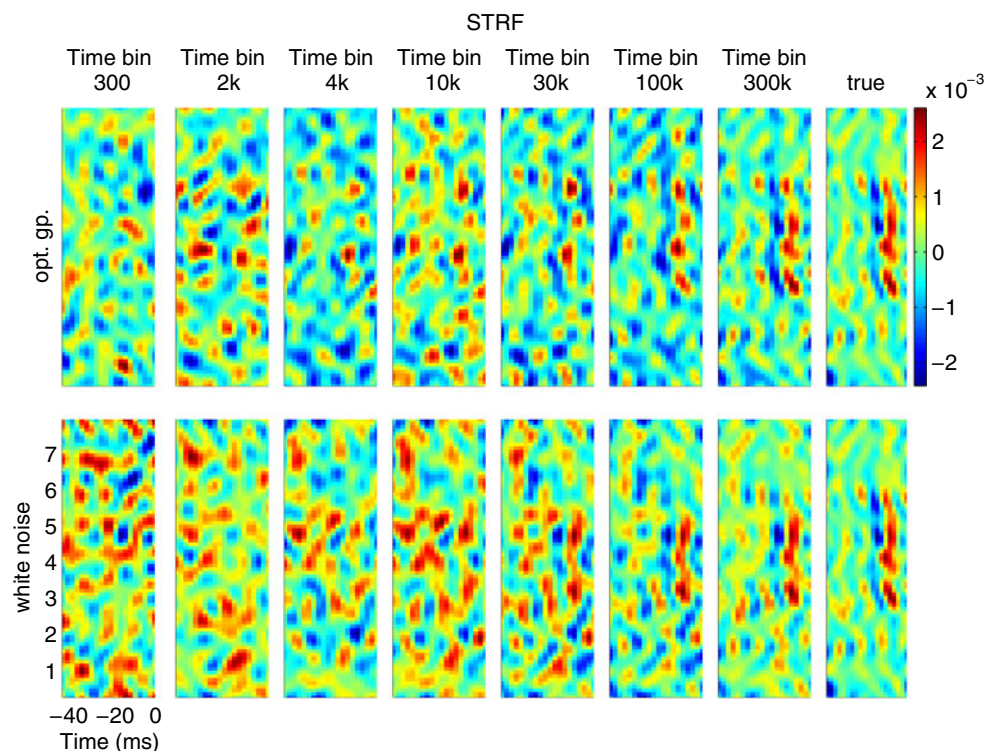 STRF
Time bin 300
Time bin 2k
Time bin 4k
Time bin 10k
Time bin 30k
Time bin 100k
Time bin 300k
true
x 10⁻³
2
1
0
−1
−2
opt. gp.
white noise
7
6
5
4
3
2
1
−40 −20 0
Time (ms)